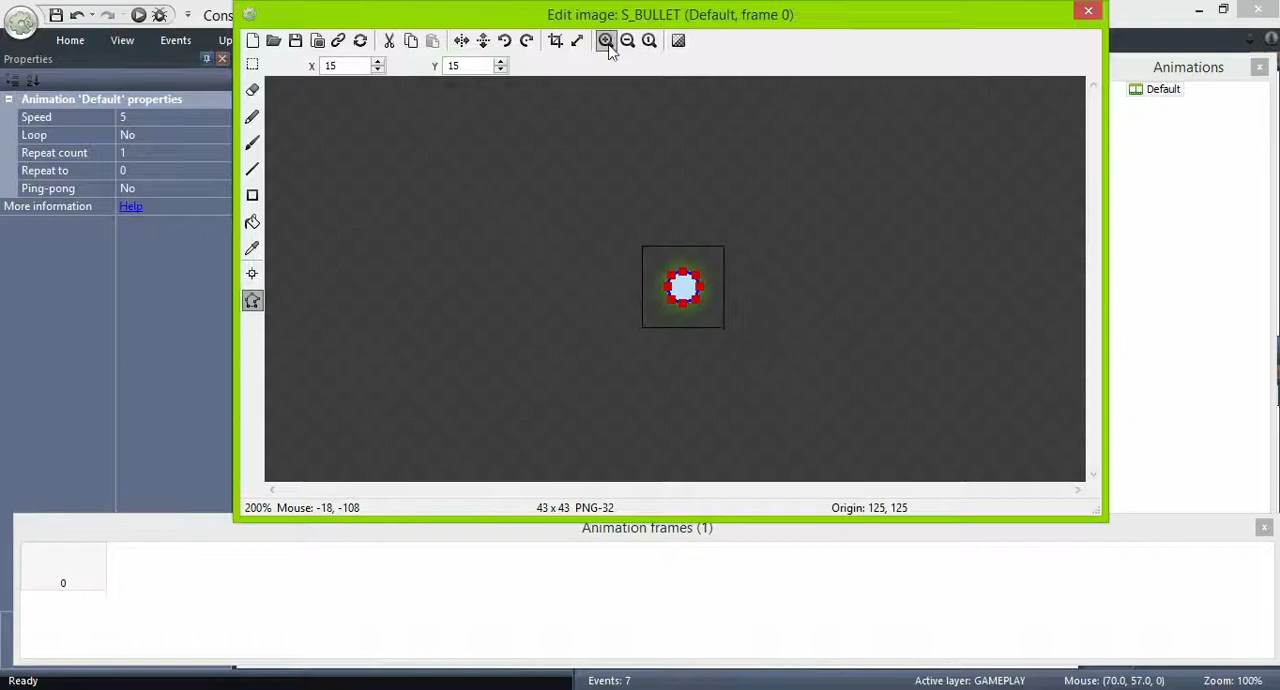 Cons
Edit image: S_BULLET (Default, frame 0)
Home View Events
Properties
X 15 Y 15
Animations
Default
Animation 'Default' properties
Speed 5
Loop No
Repeat count 1
Repeat to 0
Ping-pong No
More information Help
200% Mouse: -18, -108 43 x 43 PNG-32 Origin: 125, 125
Animation frames (1)
0
Ready Events: 7 Active layer: GAMEPLAY Mouse: (70.0, 57.0, 0) Zoom: 100%